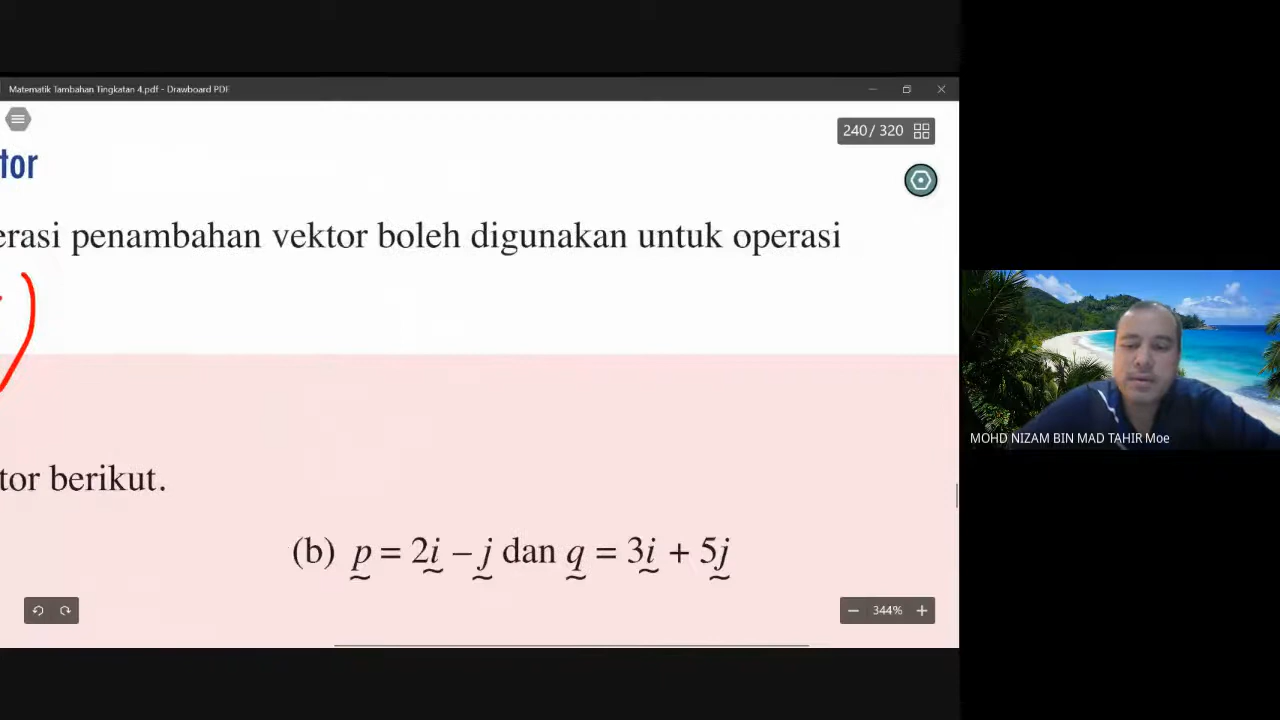 Matematik Tambahan Tingkatan 4.pdf - Drawboard PDF
240 / 320
tor
erasi penambahan vektor boleh digunakan untuk operasi
tor berikut.
(b) p = 2i – j dan q = 3i + 5j
344%
MOHD NIZAM BIN MAD TAHIR Moe